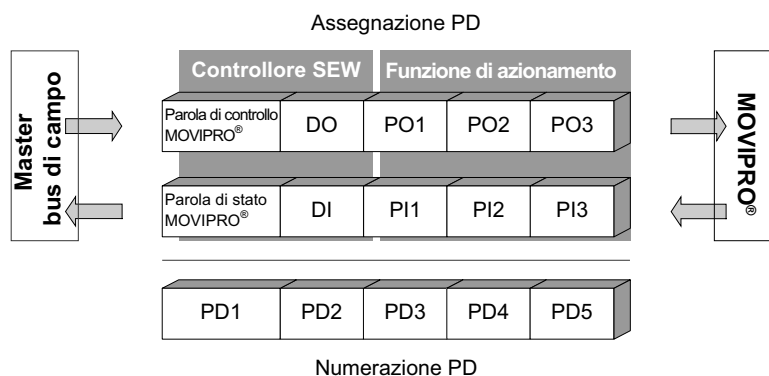 Assegnazione PD
Controllore SEW
Funzione di azionamento
Master
bus di campo
Parola di controllo
MOVIPRO®
DO
PO1
PO2
PO3
MOVIPRO®
Parola di stato
MOVIPRO®
DI
PI1
PI2
PI3
PD1
PD2
PD3
PD4
PD5
Numerazione PD